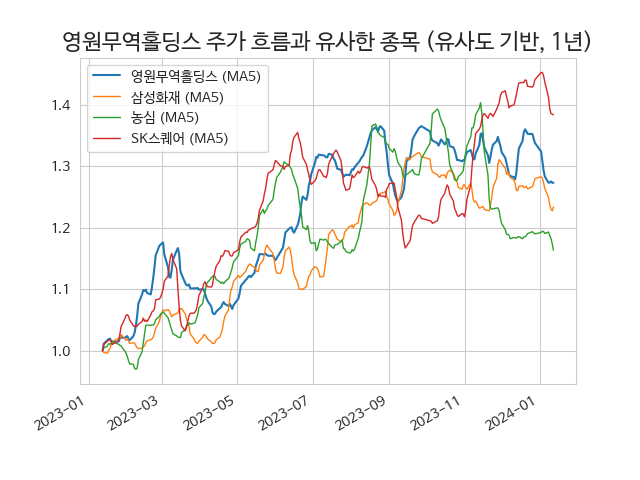 영원무역홀딩스 주가 흐름과 유사한 종목 (유사도 기반, 1년)
영원무역홀딩스 (MA5)
삼성화재 (MA5)
농심 (MA5)
SK스퀘어 (MA5)
1.4
1.3
1.2
1.1
1.0
2023-01
2023-03
2023-05
2023-07
2023-09
2023-11
2024-01